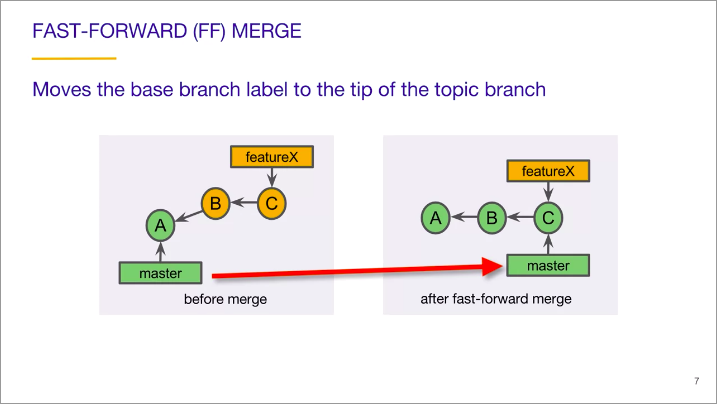 FAST-FORWARD (FF) MERGE
Moves the base branch label to the tip of the topic branch
featureX
B
C
A
master
before merge
featureX
A
B
C
master
after fast-forward merge
7